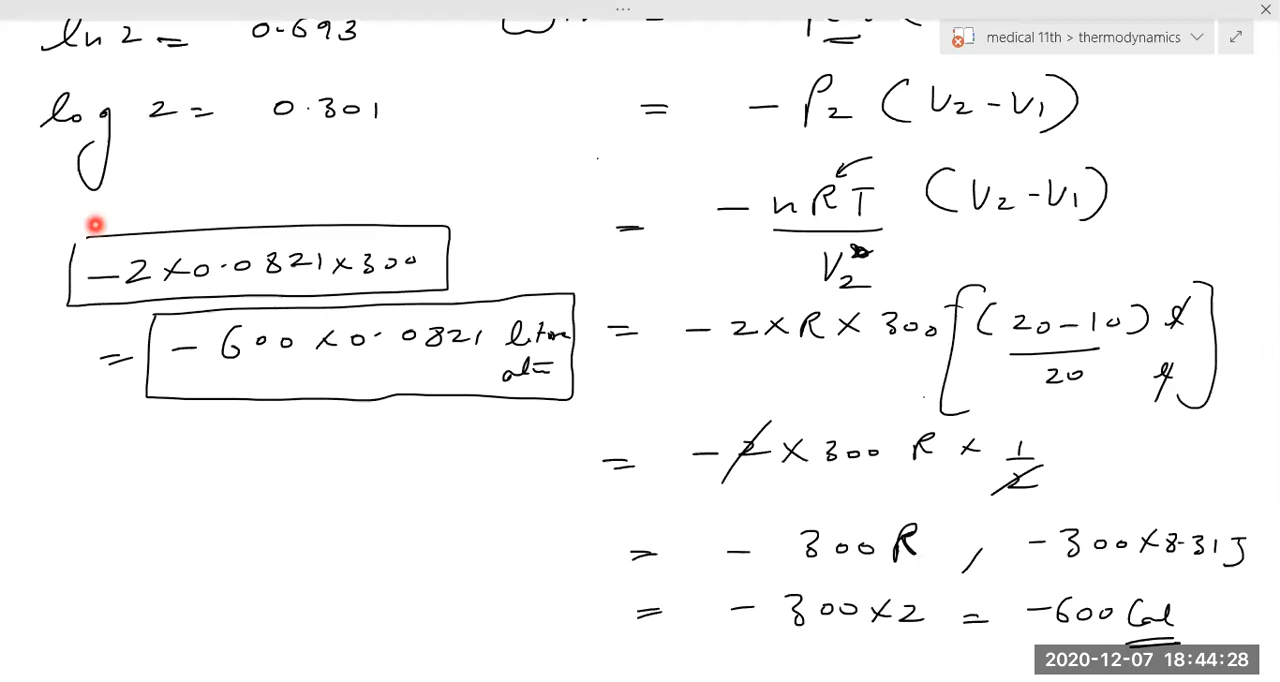 medical 11th > thermodynamics
ln 2 = 0.693
log 2 = 0.301
- 2 × 0.0821 × 300
= - 600 × 0.0821 litre
atm
= - P2 (V2 - V1)
= - nRT (V2 - V1)
V2
= - 2 × R × 300 [(20 - 10)
20
= - 2 × 300 R × 1
2
= - 300 R , - 300 × 8.31 J
= - 300 × 2 = -600 Cal
2020-12-07 18:44:28